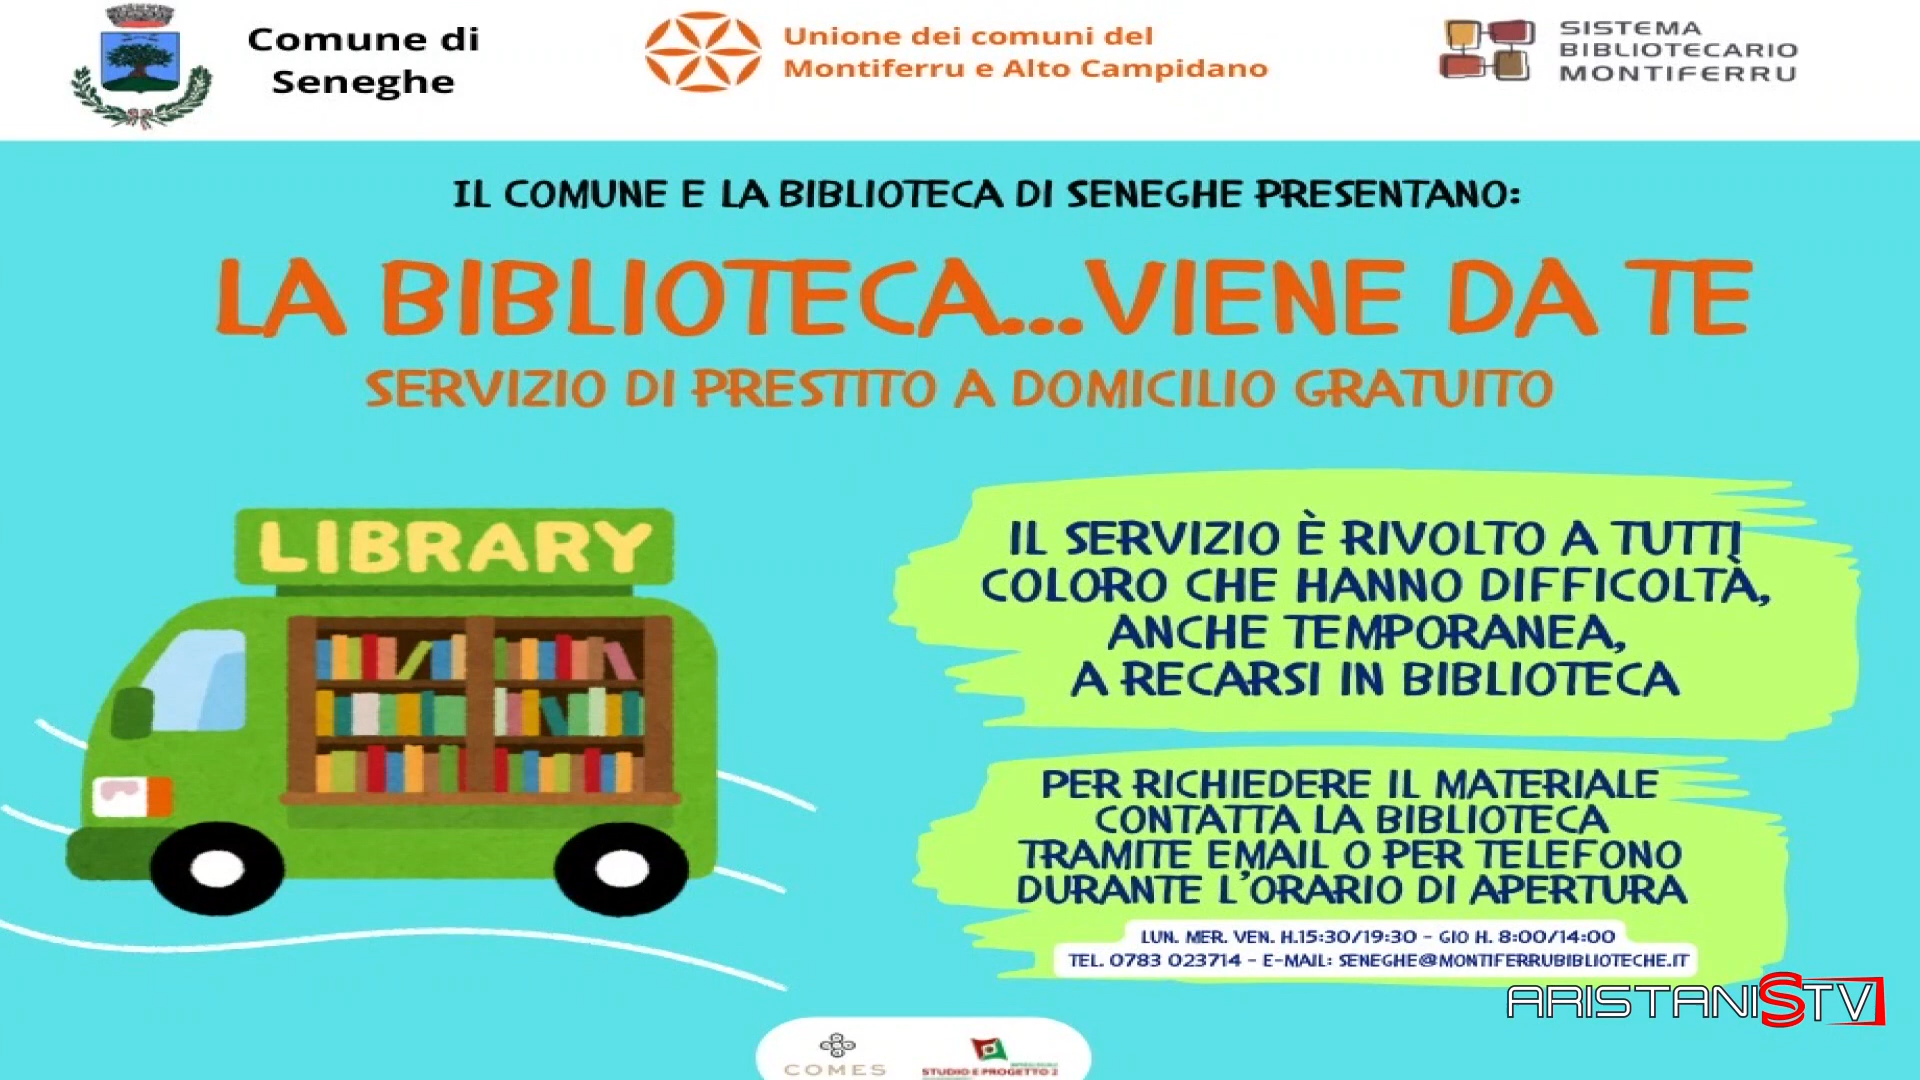 Comune di
Seneghe
Unione dei comuni del
Montiferru e Alto Campidano
SISTEMA
BIBLIOTECARIO
MONTIFERRU
IL COMUNE E LA BIBLIOTECA DI SENEGHE PRESENTANO:
LA BIBLIOTECA...VIENE DA TE
SERVIZIO DI PRESTITO A DOMICILIO GRATUITO
LIBRARY
IL SERVIZIO È RIVOLTO A TUTTI
COLORO CHE HANNO DIFFICOLTÀ,
ANCHE TEMPORANEA,
A RECARSI IN BIBLIOTECA
PER RICHIEDERE IL MATERIALE
CONTATTA LA BIBLIOTECA
TRAMITE EMAIL O PER TELEFONO
DURANTE L'ORARIO DI APERTURA
LUN. MER. VEN. H.15:30/19:30 - GIO H. 8:00/14:00
TEL. 0783 023714 - E-MAIL: SENEGHE@MONTIFERRUBIBLIOTECHE.IT
ARISTANISTV
COMES
STUDIO E PROGETTO 2